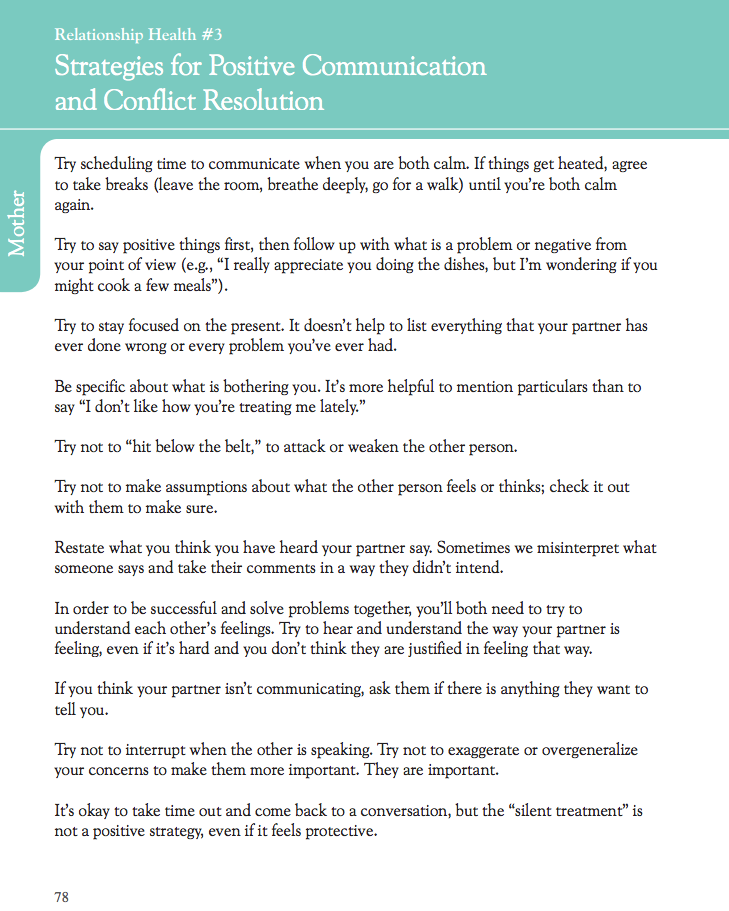 Relationship Health #3
Strategies for Positive Communication
and Conflict Resolution
Mother
Try scheduling time to communicate when you are both calm. If things get heated, agree
to take breaks (leave the room, breathe deeply, go for a walk) until you’re both calm
again.
Try to say positive things first, then follow up with what is a problem or negative from
your point of view (e.g., “I really appreciate you doing the dishes, but I’m wondering if you
might cook a few meals”).
Try to stay focused on the present. It doesn’t help to list everything that your partner has
ever done wrong or every problem you’ve ever had.
Be specific about what is bothering you. It’s more helpful to mention particulars than to
say “I don’t like how you’re treating me lately.”
Try not to “hit below the belt,” to attack or weaken the other person.
Try not to make assumptions about what the other person feels or thinks; check it out
with them to make sure.
Restate what you think you have heard your partner say. Sometimes we misinterpret what
someone says and take their comments in a way they didn’t intend.
In order to be successful and solve problems together, you’ll both need to try to
understand each other’s feelings. Try to hear and understand the way your partner is
feeling, even if it’s hard and you don’t think they are justified in feeling that way.
If you think your partner isn’t communicating, ask them if there is anything they want to
tell you.
Try not to interrupt when the other is speaking. Try not to exaggerate or overgeneralize
your concerns to make them more important. They are important.
It’s okay to take time out and come back to a conversation, but the “silent treatment” is
not a positive strategy, even if it feels protective.
78